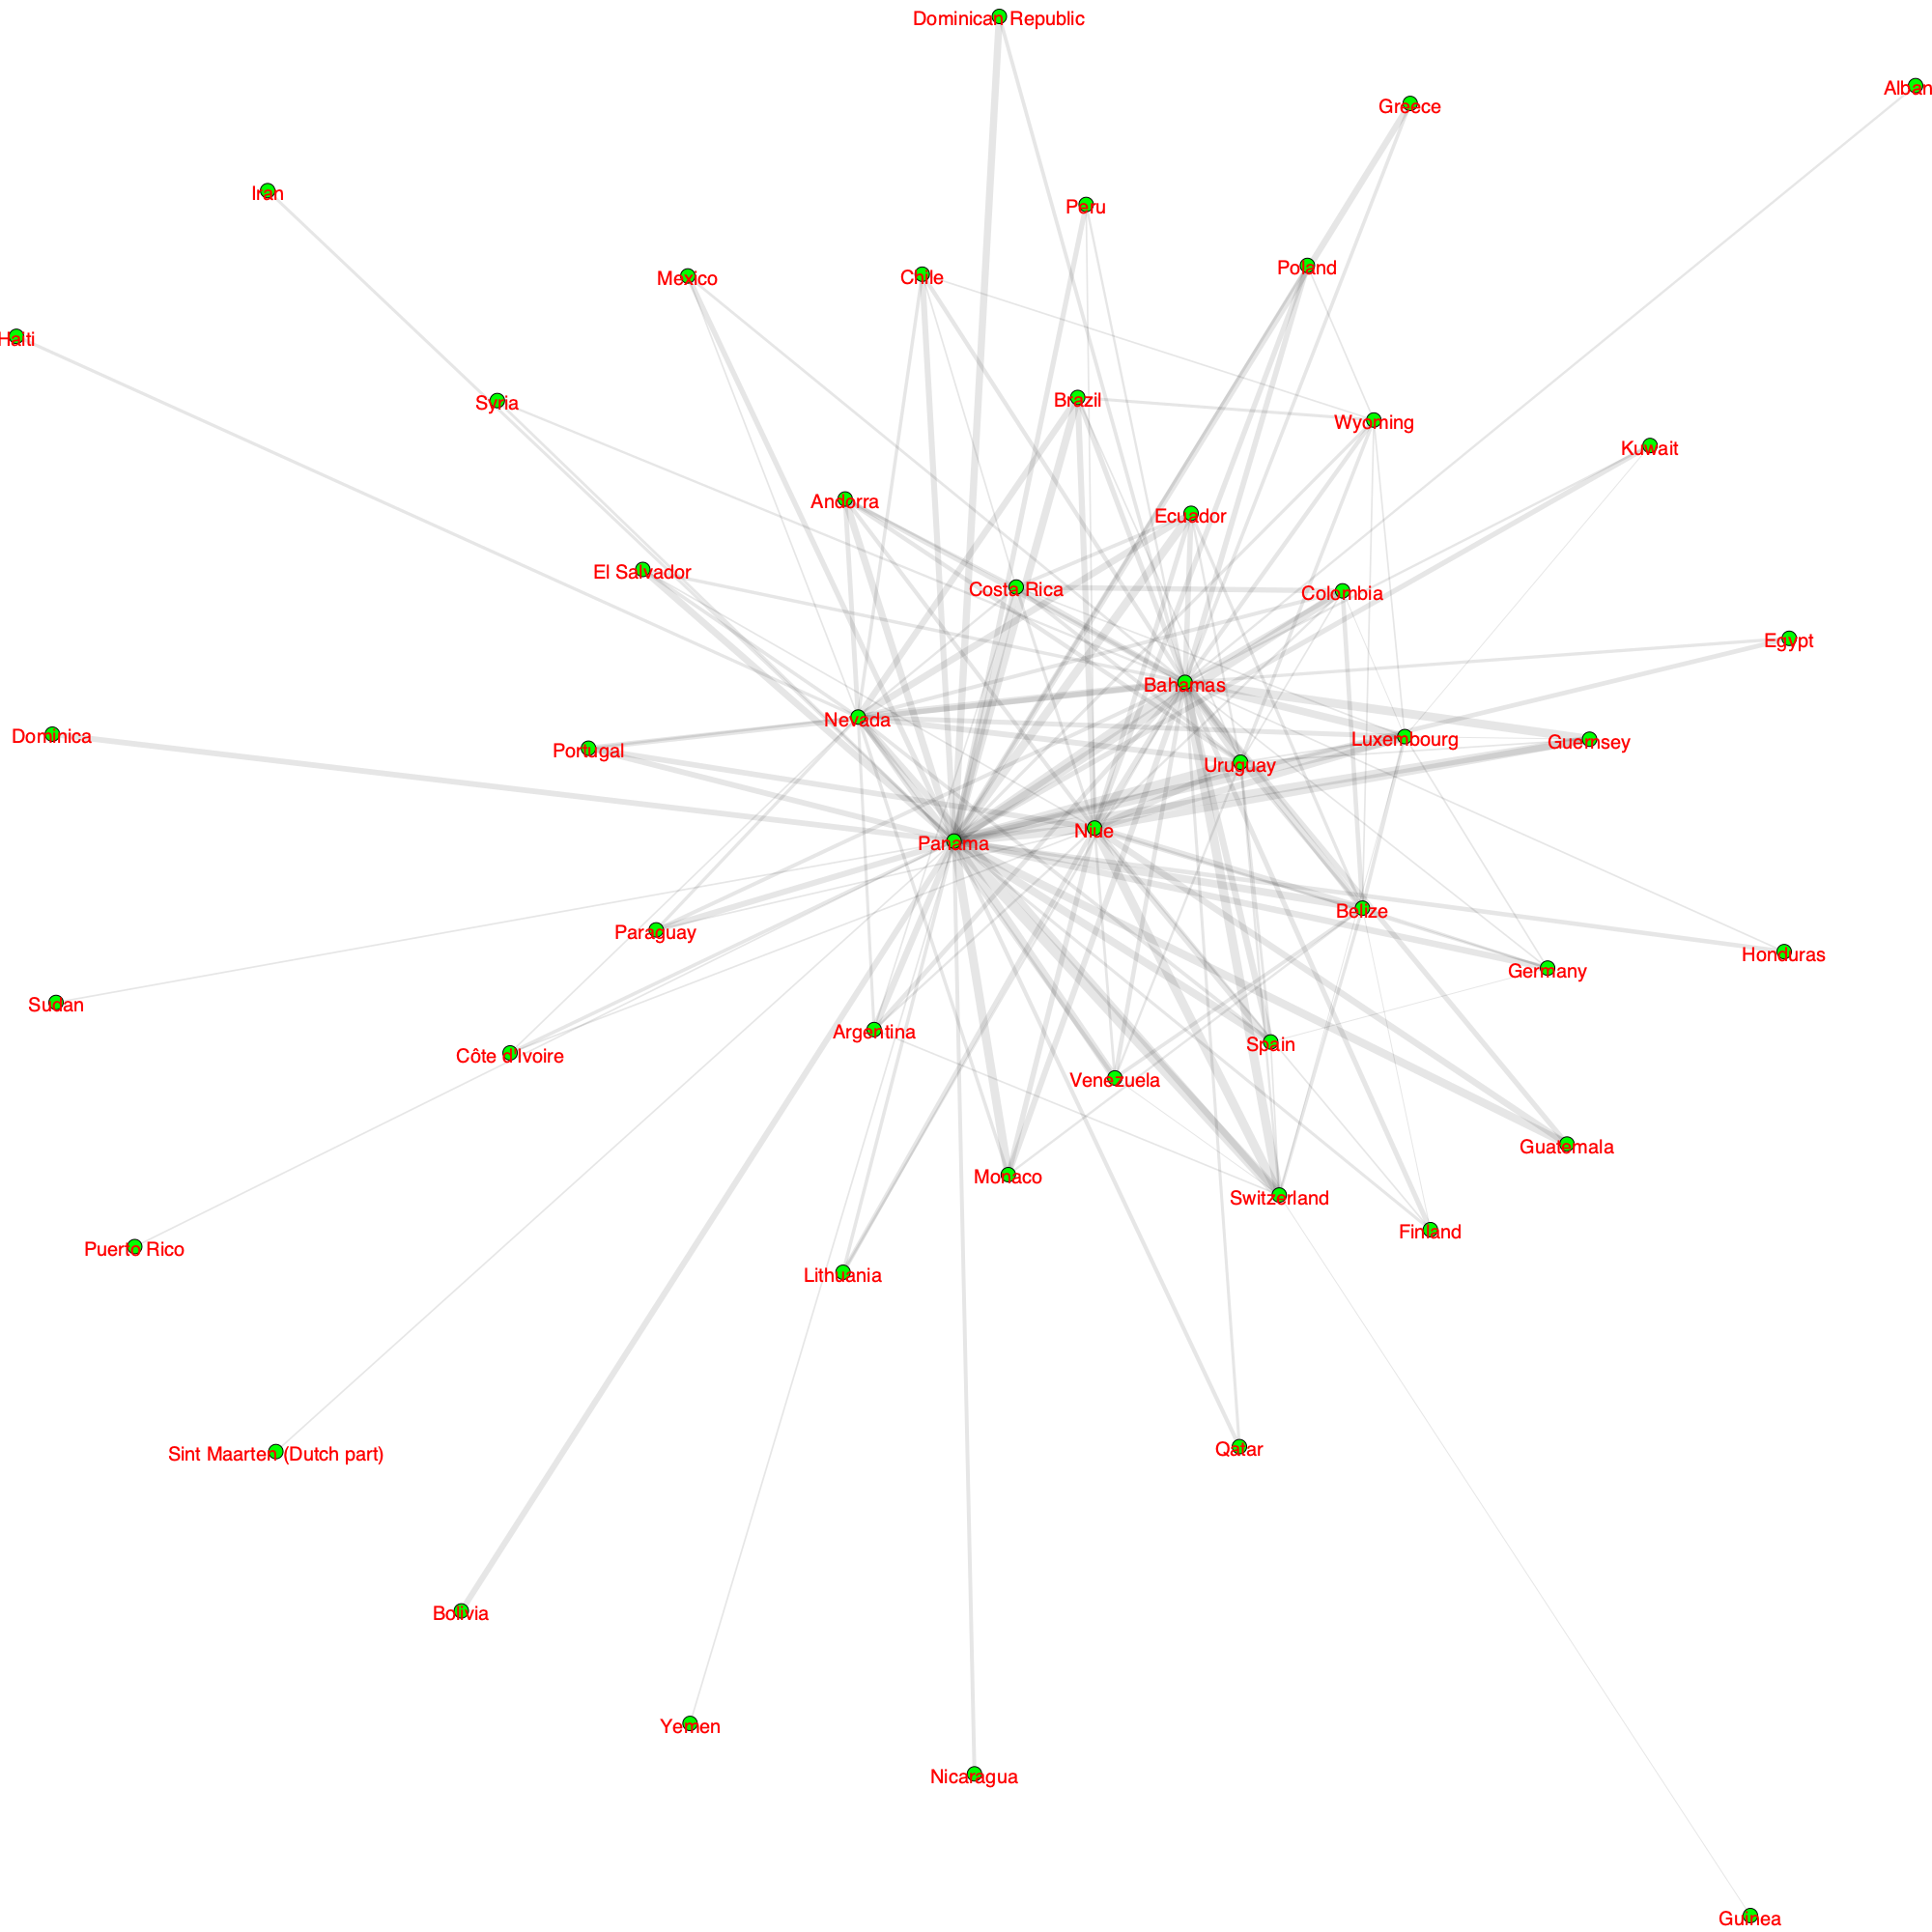 Dominican Republic
Alban
Greece
Iran
Peru
Poland
Mexico
Chile
Haiti
Syria
Brazil
Wyoming
Kuwait
Andorra
Ecuador
El Salvador
Costa Rica
Colombia
Egypt
Bahamas
Nevada
Dominica
Portugal
Luxembourg
Guernsey
Uruguay
Panama
Niue
Belize
Paraguay
Honduras
Germany
Sudan
Argentina
Spain
Côte d'Ivoire
Venezuela
Guatemala
Monaco
Switzerland
Finland
Puerto Rico
Lithuania
Qatar
Sint Maarten (Dutch part)
Bolivia
Yemen
Nicaragua
Guinea